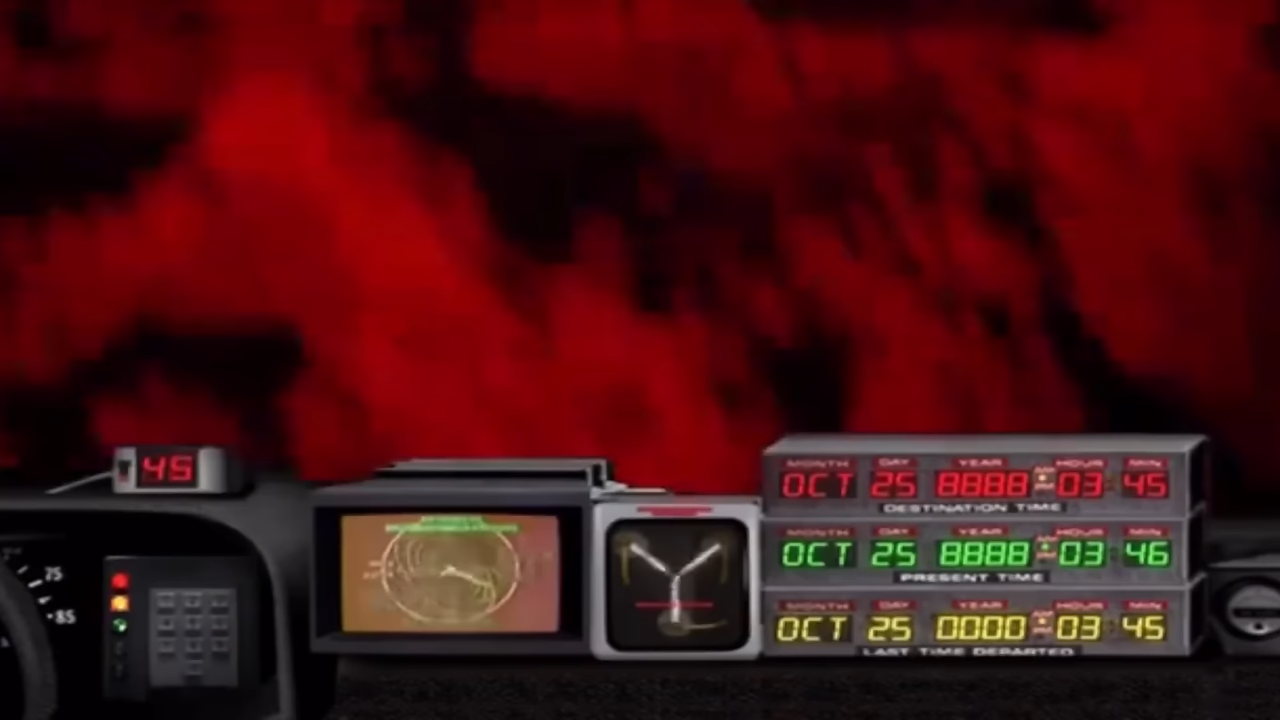 45
75
85
MONTH DAY YEAR HOUR MIN
OCT 25 8888 03 45
DESTINATION TIME
MONTH DAY YEAR HOUR MIN
OCT 25 8888 03 46
PRESENT TIME
MONTH DAY YEAR HOUR MIN
OCT 25 0000 03 45
LAST TIME DEPARTED